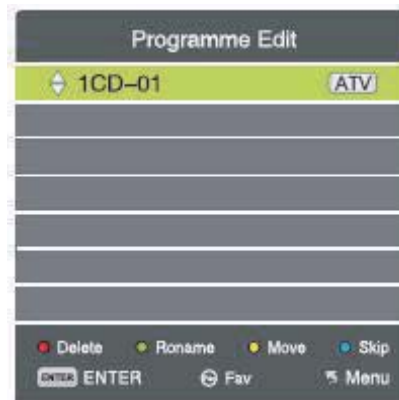 Programme Edit
1CD–01 ATV
Delete Roname Move Skip
ENTER ENTER Fav Menu